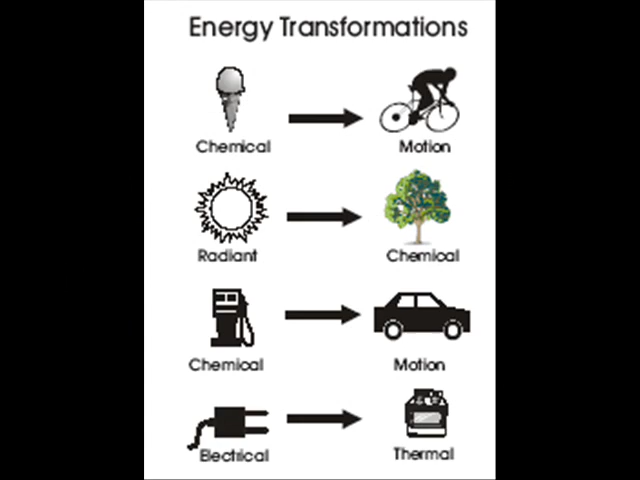 Energy Transformations
Chemical Motion
Radiant Chemical
Chemical Motion
Electrical Thermal